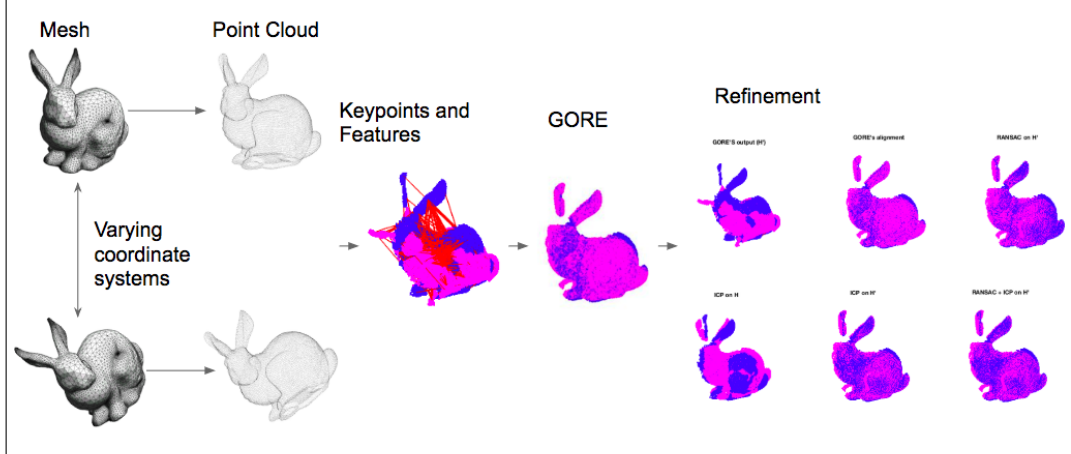 Mesh
Point Cloud
Varying
coordinate
systems
Keypoints and
Features
GORE
Refinement
GORE'S output (H')
GORE's alignment
RANSAC on H'
ICP on H
ICP on H'
RANSAC + ICP on H'